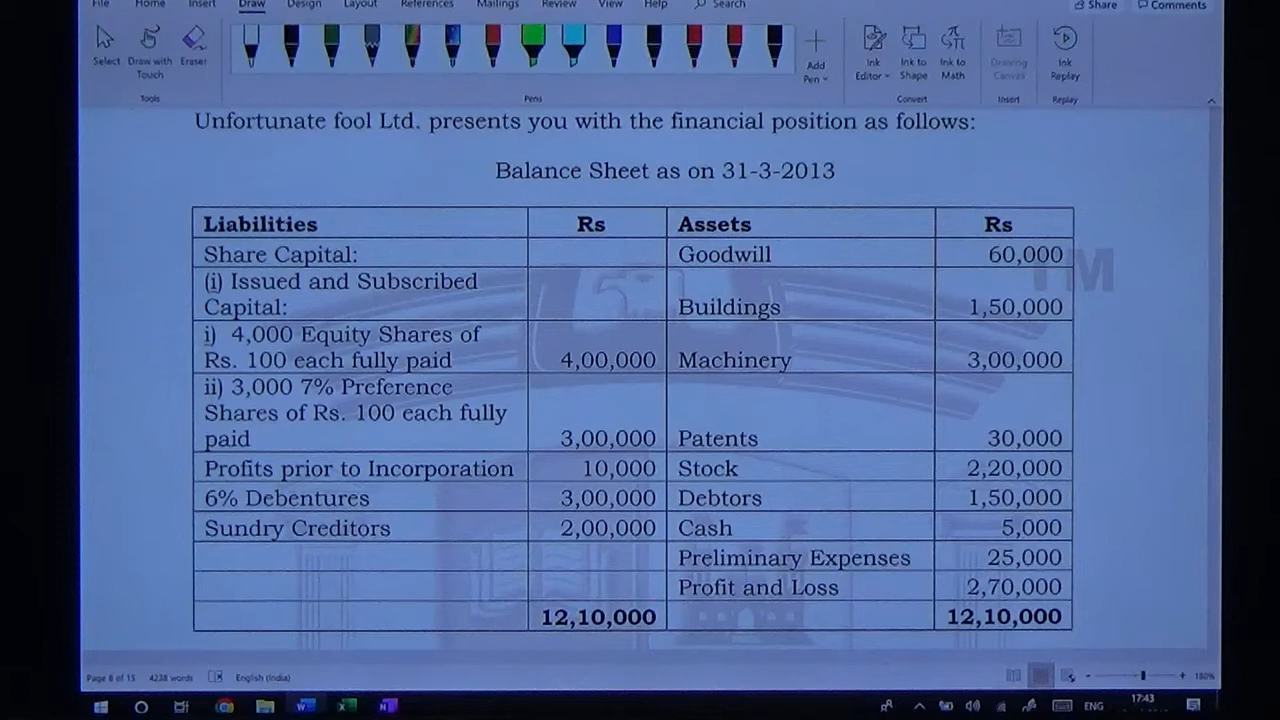 File Home Insert Draw Design Layout References Mailings Review View Help Search Share Comments
Select Draw with Touch Eraser Add Pen Ink Editor Ink to Shape Ink to Math Drawing Canvas Ink Replay
Tools Pens Convert Insert Replay
Unfortunate fool Ltd. presents you with the financial position as follows:
Balance Sheet as on 31-3-2013
Liabilities Rs Assets Rs
Share Capital: Goodwill 60,000
(i) Issued and Subscribed
Capital: Buildings 1,50,000
i) 4,000 Equity Shares of
Rs. 100 each fully paid 4,00,000 Machinery 3,00,000
ii) 3,000 7% Preference
Shares of Rs. 100 each fully
paid 3,00,000 Patents 30,000
Profits prior to Incorporation 10,000 Stock 2,20,000
6% Debentures 3,00,000 Debtors 1,50,000
Sundry Creditors 2,00,000 Cash 5,000
Preliminary Expenses 25,000
Profit and Loss 2,70,000
12,10,000 12,10,000
TM
Page 8 of 15 4238 words English (India) 180%
ENG 17:43